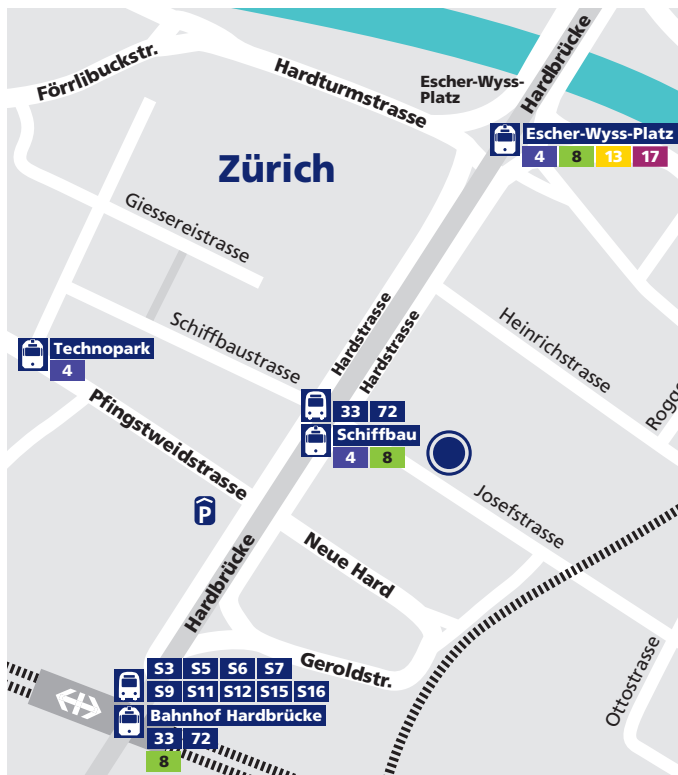 Förrlibuckstr.
Hardturmstrasse
Escher-Wyss-
Platz
Hardbrücke
Escher-Wyss-Platz
4 8 13 17
Zürich
Giessereistrasse
Schiffbaustrasse
Hardstrasse
Hardstrasse
Heinrichstrasse
Technopark
4
Pfingstweidstrasse
33 72
Schiffbau
4 8
Josefstrasse
P
Hardbrücke
Neue Hard
Geroldstr.
Ottostrasse
S3 S5 S6 S7
S9 S11 S12 S15 S16
Bahnhof Hardbrücke
33 72
8